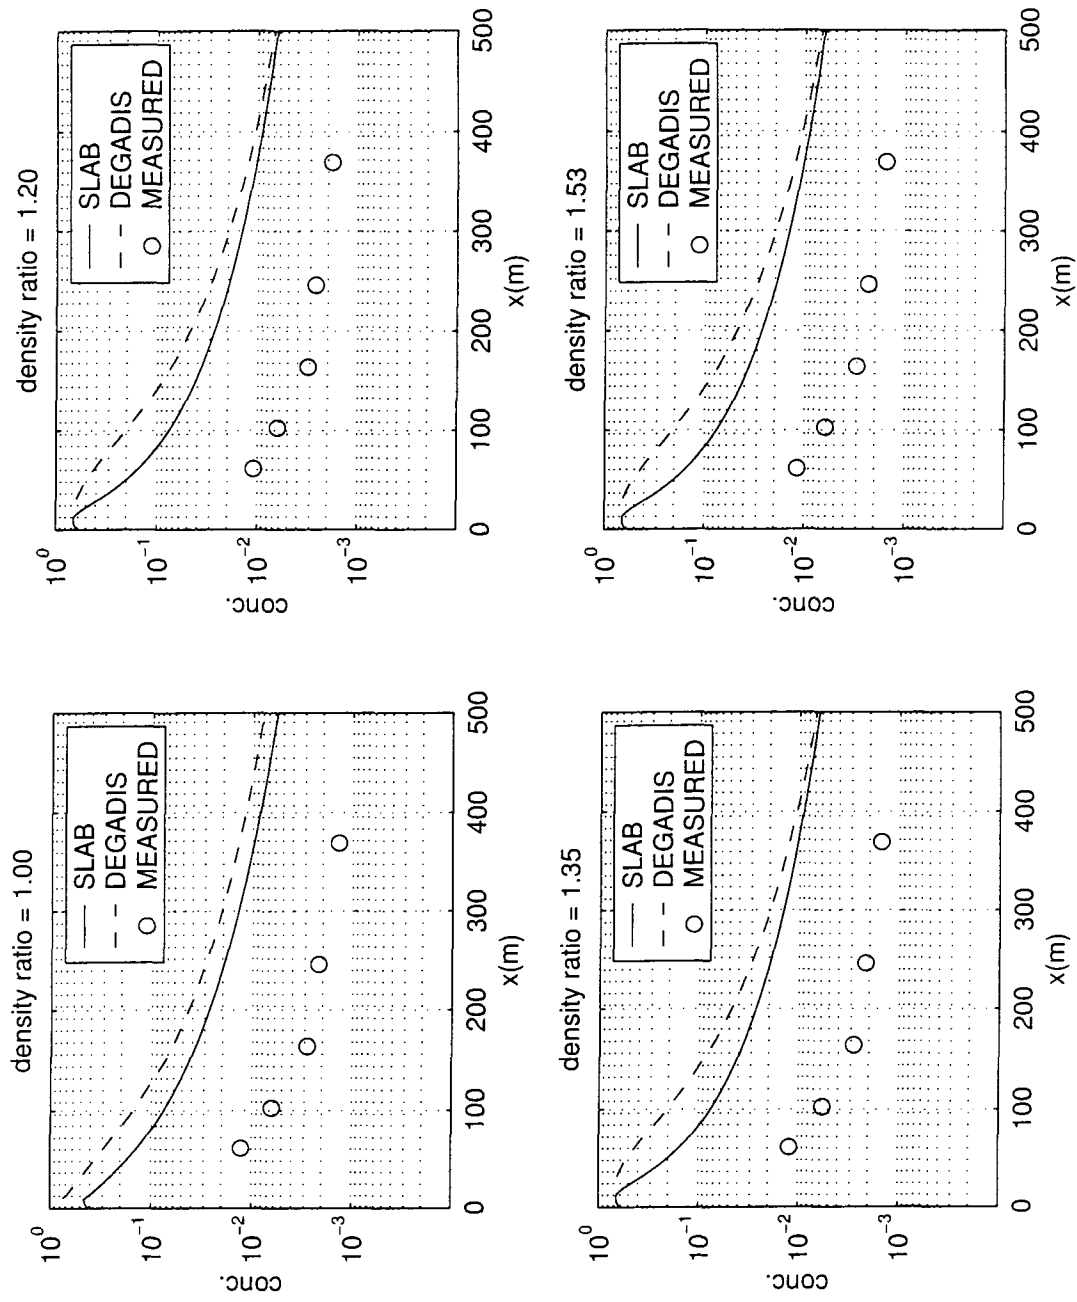 density ratio = 1.00
10^0
10^-1
10^-2
10^-3
conc.
SLAB
DEGADIS
MEASURED
0
100
200
300
400
500
x(m)
density ratio = 1.20
10^0
10^-1
10^-2
10^-3
conc.
SLAB
DEGADIS
MEASURED
0
100
200
300
400
500
x(m)
density ratio = 1.35
10^0
10^-1
10^-2
10^-3
conc.
SLAB
DEGADIS
MEASURED
0
100
200
300
400
500
x(m)
density ratio = 1.53
10^0
10^-1
10^-2
10^-3
conc.
SLAB
DEGADIS
MEASURED
0
100
200
300
400
500
x(m)